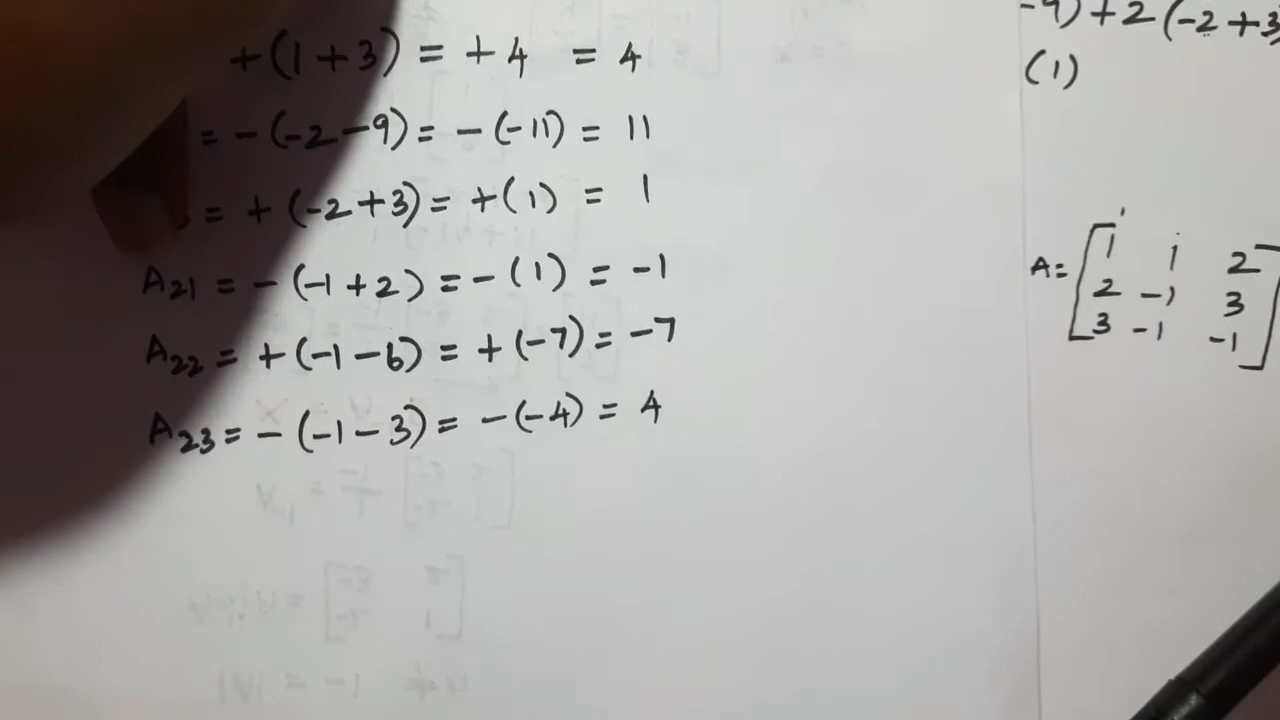 +(1+3) = +4 = 4
= -(-2-9) = -(-11) = 11
= +(-2+3) = +(1) = 1
A21 = -(-1+2) = -(1) = -1
A22 = +(-1-6) = +(-7) = -7
A23 = -(-1-3) = -(-4) = 4
-9)+2(-2+3)
(1)
A= [1 1 2
2 -1 3
3 -1 -1]